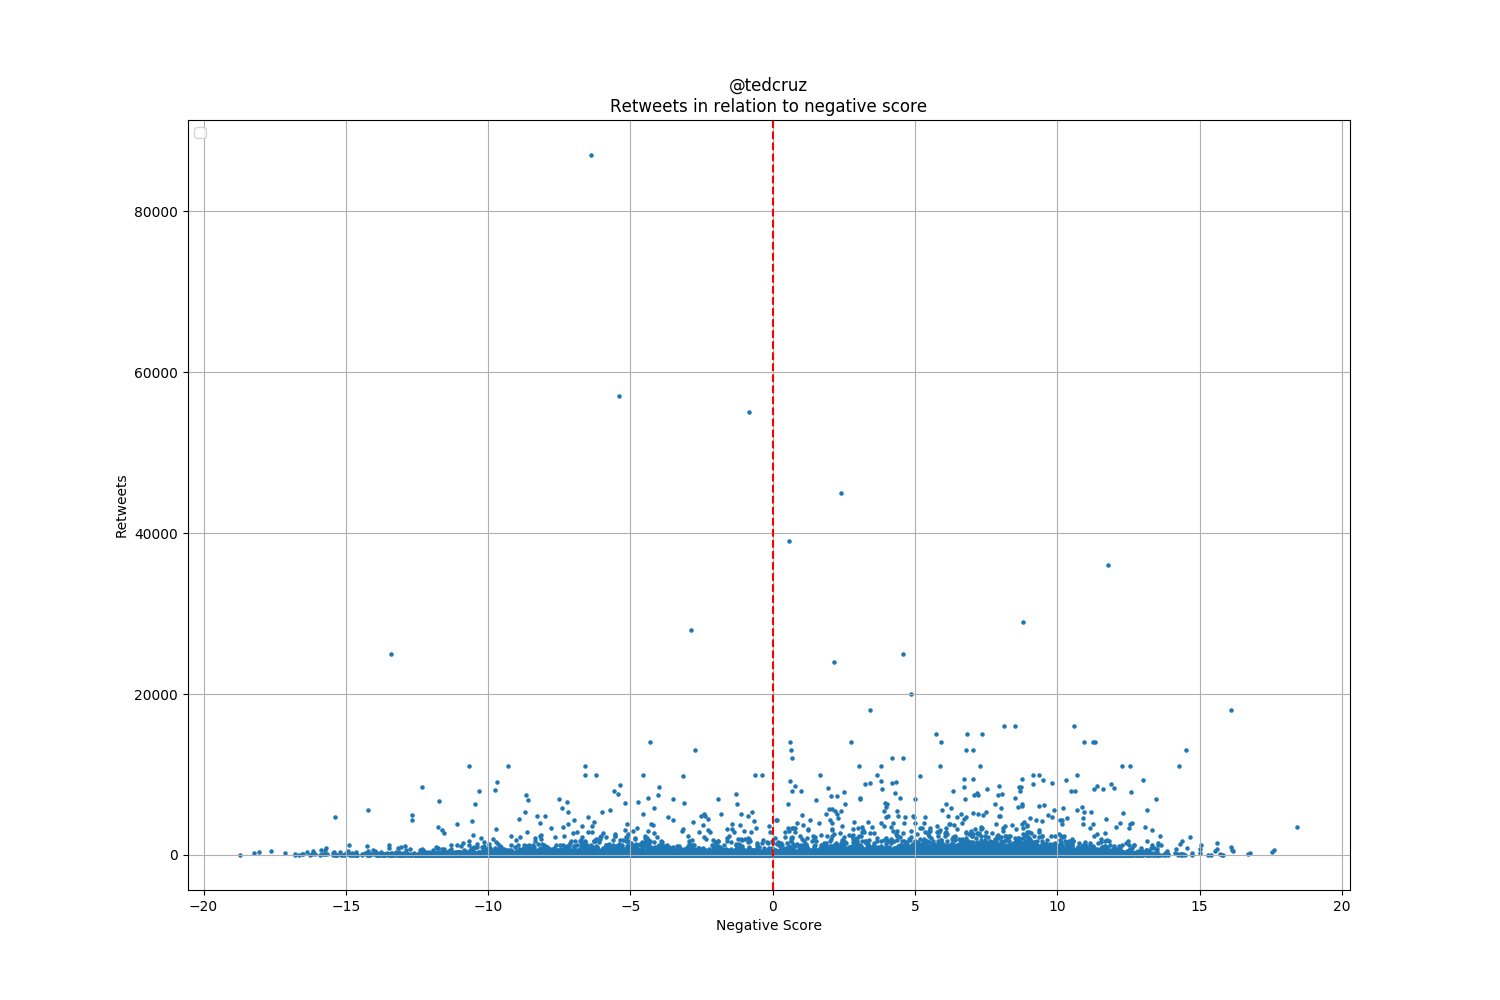 @tedcruz
Retweets in relation to negative score
80000
60000
40000
20000
0
Retweets
−20 −15 −10 −5 0 5 10 15 20
Negative Score